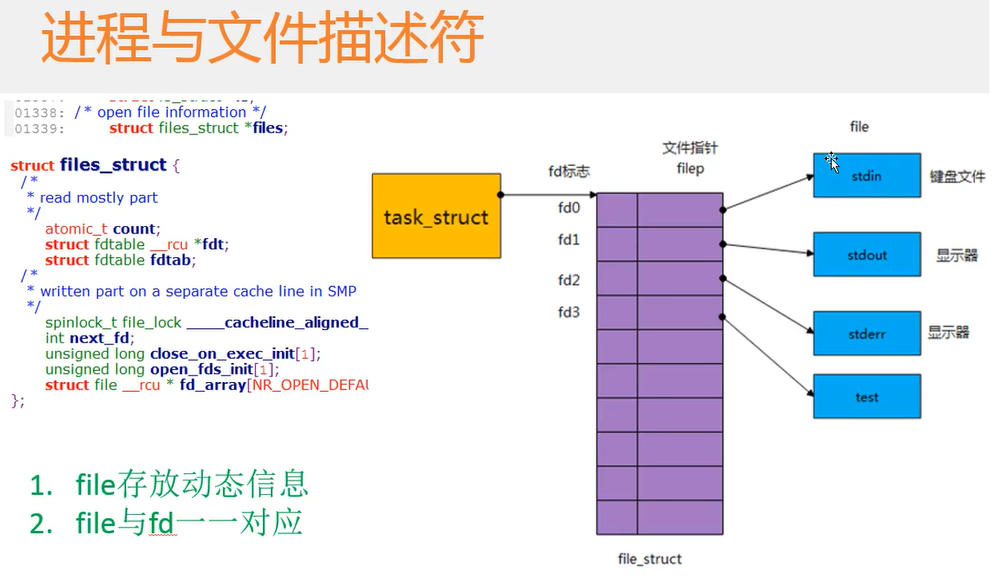 进程与文件描述符
01338: /* open file information */
01339: struct files_struct *files;
struct files_struct {
/*
* read mostly part
*/
atomic_t count;
struct fdtable __rcu *fdt;
struct fdtable fdtab;
/*
* written part on a separate cache line in SMP
*/
spinlock_t file_lock ____cacheline_aligned_
int next_fd;
unsigned long close_on_exec_init[1];
unsigned long open_fds_init[1];
struct file __rcu * fd_array[NR_OPEN_DEFAU
};
1. file存放动态信息
2. file与fd一一对应
task_struct
fd标志
文件指针
filep
file
fd0
fd1
fd2
fd3
stdin
键盘文件
stdout
显示器
stderr
显示器
test
file_struct